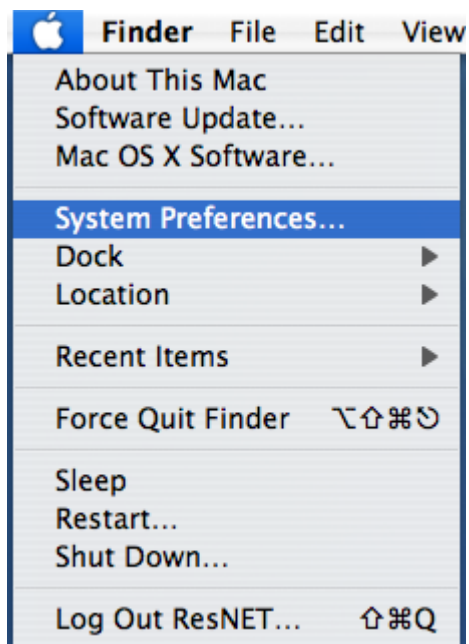 Finder File Edit View
About This Mac
Software Update...
Mac OS X Software...
System Preferences...
Dock
Location
Recent Items
Force Quit Finder ⌥⇧⌘⎋
Sleep
Restart...
Shut Down...
Log Out ResNET... ⇧⌘Q